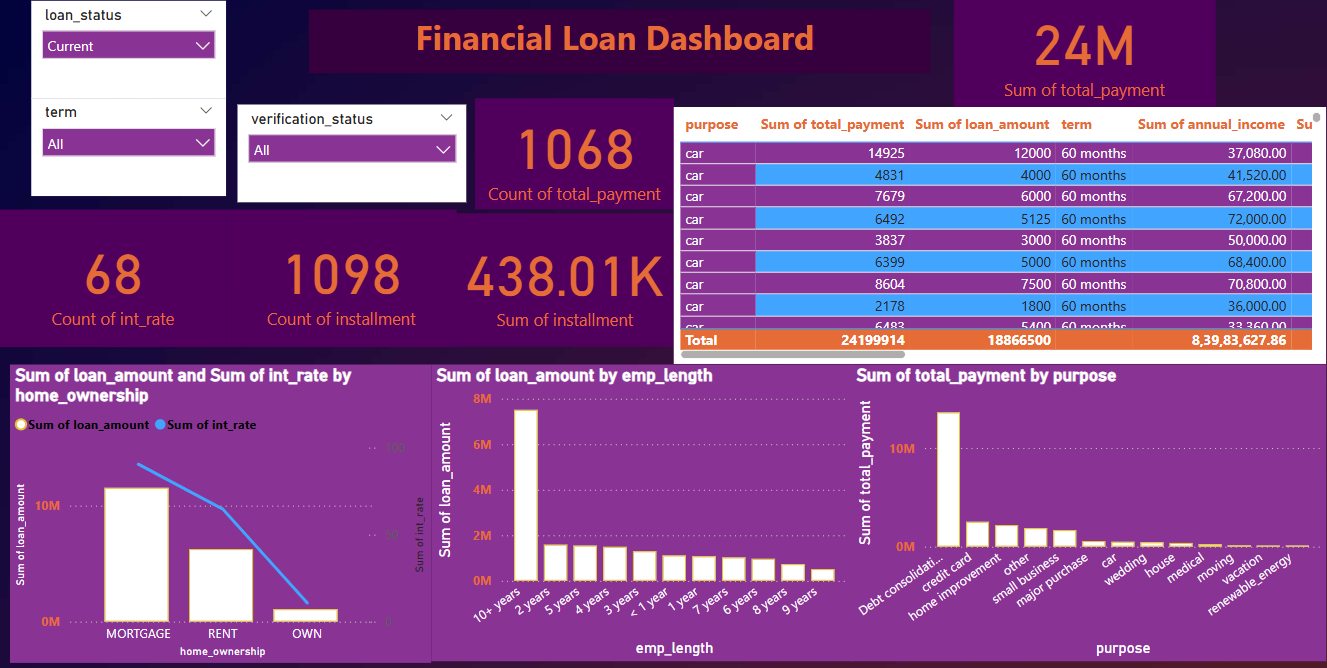 loan_status
Current
term
All
Financial Loan Dashboard
verification_status
All
1068
Count of total_payment
24M
Sum of total_payment
68
Count of int_rate
1098
Count of installment
438.01K
Sum of installment
purpose Sum of total_payment Sum of loan_amount term Sum of annual_income Su
car 14925 12000 60 months 37,080.00
car 4831 4000 60 months 41,520.00
car 7679 6000 60 months 67,200.00
car 6492 5125 60 months 72,000.00
car 3837 3000 60 months 50,000.00
car 6399 5000 60 months 68,400.00
car 8604 7500 60 months 70,800.00
car 2178 1800 60 months 36,000.00
car 6483 5400 60 months 33,360.00
Total 24199914 18866500 8,39,83,627.86
Sum of loan_amount and Sum of int_rate by
home_ownership
Sum of loan_amount Sum of int_rate
Sum of loan_amount
10M
0M
Sum of int_rate
MORTGAGE RENT OWN
home_ownership
Sum of loan_amount by emp_length
Sum of loan_amount
8M
6M
4M
2M
0M
10+ years 2 years 5 years 4 years 3 years < 1 year 1 year 7 years 6 years 8 years 9 years
emp_length
Sum of total_payment by purpose
Sum of total_payment
10M
0M
Debt consolidati... credit card home improvement other small business major purchase car wedding house medical moving vacation renewable_energy
purpose